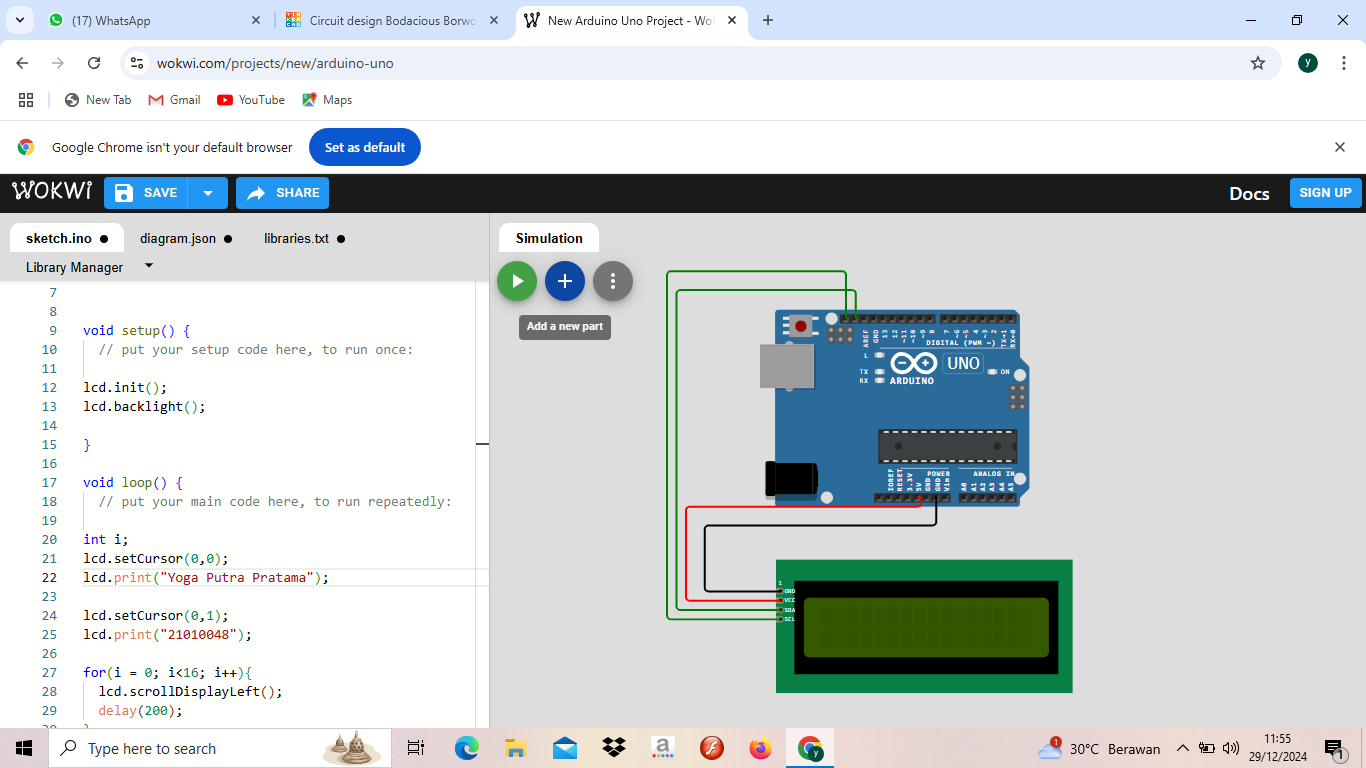 (17) WhatsApp
Circuit design Bodacious Borwo
New Arduino Uno Project - Wok
wokwi.com/projects/new/arduino-uno
y
New Tab
Gmail
YouTube
Maps
Google Chrome isn't your default browser
Set as default
WOKWI
SAVE
SHARE
Docs
SIGN UP
sketch.ino
diagram.json
libraries.txt
Library Manager
Simulation
Add a new part
7
8
9 void setup() {
10 // put your setup code here, to run once:
11
12 lcd.init();
13 lcd.backlight();
14
15 }
16
17 void loop() {
18 // put your main code here, to run repeatedly:
19
20 int i;
21 lcd.setCursor(0,0);
22 lcd.print("Yoga Putra Pratama");
23
24 lcd.setCursor(0,1);
25 lcd.print("21010048");
26
27 for(i = 0; i<16; i++){
28 lcd.scrollDisplayLeft();
29 delay(200);
AREF GND 13 12 ~11 ~10 ~9 8 7 ~6 ~5 4 ~3 2 TX→1 RX←0
DIGITAL (PWM ~)
L
TX
RX
UNO
ARDUINO
ON
POWER
ANALOG IN
IOREF RESET 3.3V 5V GND GND Vin A0 A1 A2 A3 A4 A5
1
GND
VCC
SDA
SCL
Type here to search
a
y
1
30°C Berawan
11:55
29/12/2024
1